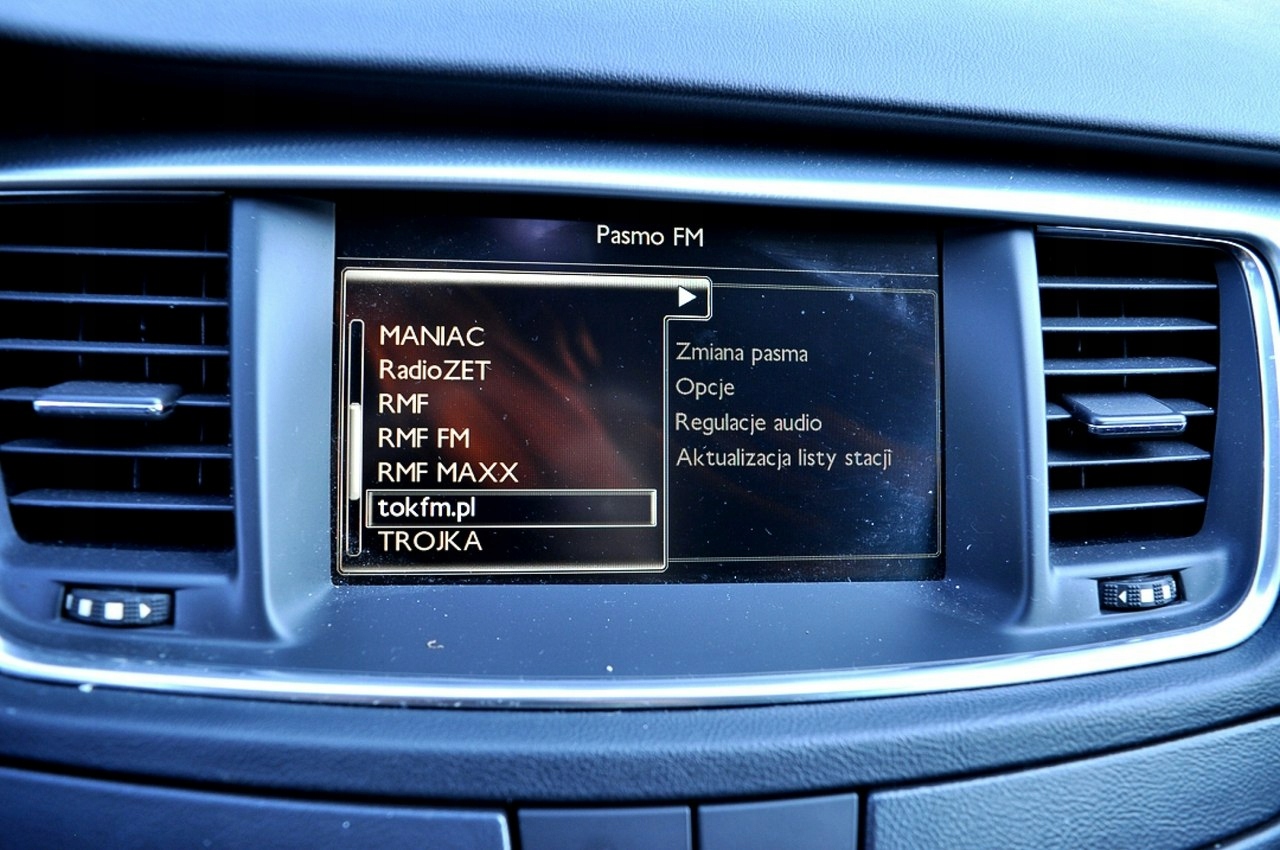 Pasmo FM
MANIAC
RadioZET
RMF
RMF FM
RMF MAXX
tokfm.pl
TROJKA
Zmiana pasma
Opcje
Regulacje audio
Aktualizacja listy stacji